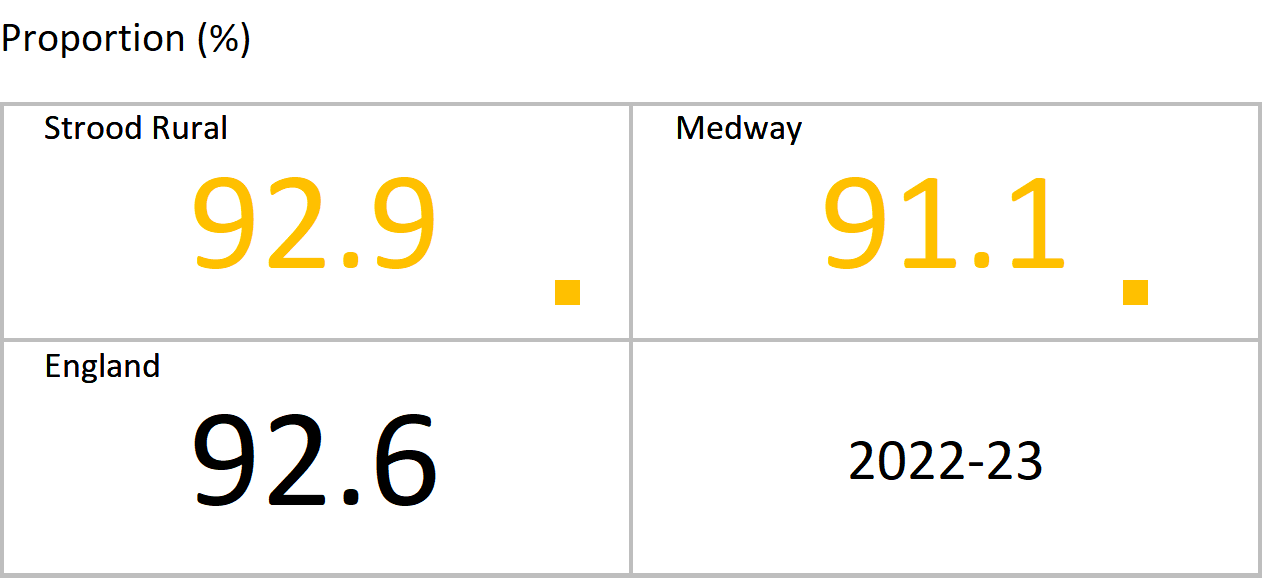 Proportion (%)
Strood Rural
92.9
Medway
91.1
England
92.6
2022-23